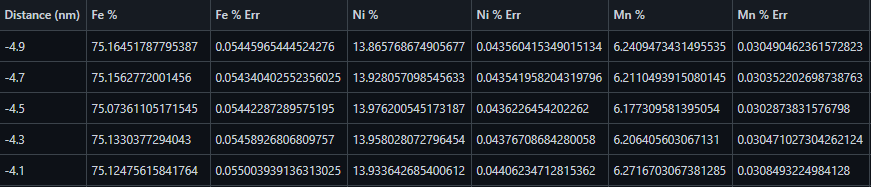 Distance (nm) Fe % Fe % Err Ni % Ni % Err Mn % Mn % Err
-4.9 75.16451787795387 0.05445965444524276 13.865768674905677 0.043560415349015134 6.2409473431495535 0.030490462361572823
-4.7 75.1562772001456 0.054340402552356025 13.928057098545633 0.043541958204319796 6.2110493915080145 0.030352202698738763
-4.5 75.07361105171545 0.05442287289575195 13.976200545173187 0.0436226454202262 6.177309581395054 0.0302873831576798
-4.3 75.1330377294043 0.05458926806809757 13.958028072796454 0.04376708684280058 6.206405603067131 0.030471027304262124
-4.1 75.12475615841764 0.055003939136313025 13.933642685400612 0.04406234712815362 6.2716703067381285 0.0308493224984128